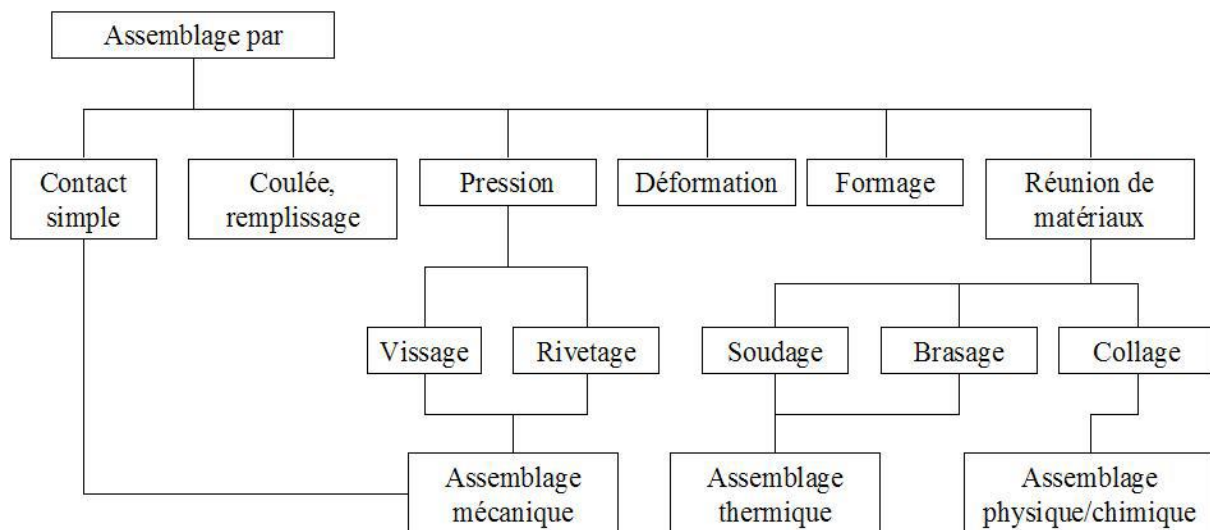 Assemblage par
Contact
simple
Coulée,
remplissage
Pression
Déformation
Formage
Réunion de
matériaux
Vissage
Rivetage
Soudage
Brasage
Collage
Assemblage
mécanique
Assemblage
thermique
Assemblage
physique/chimique